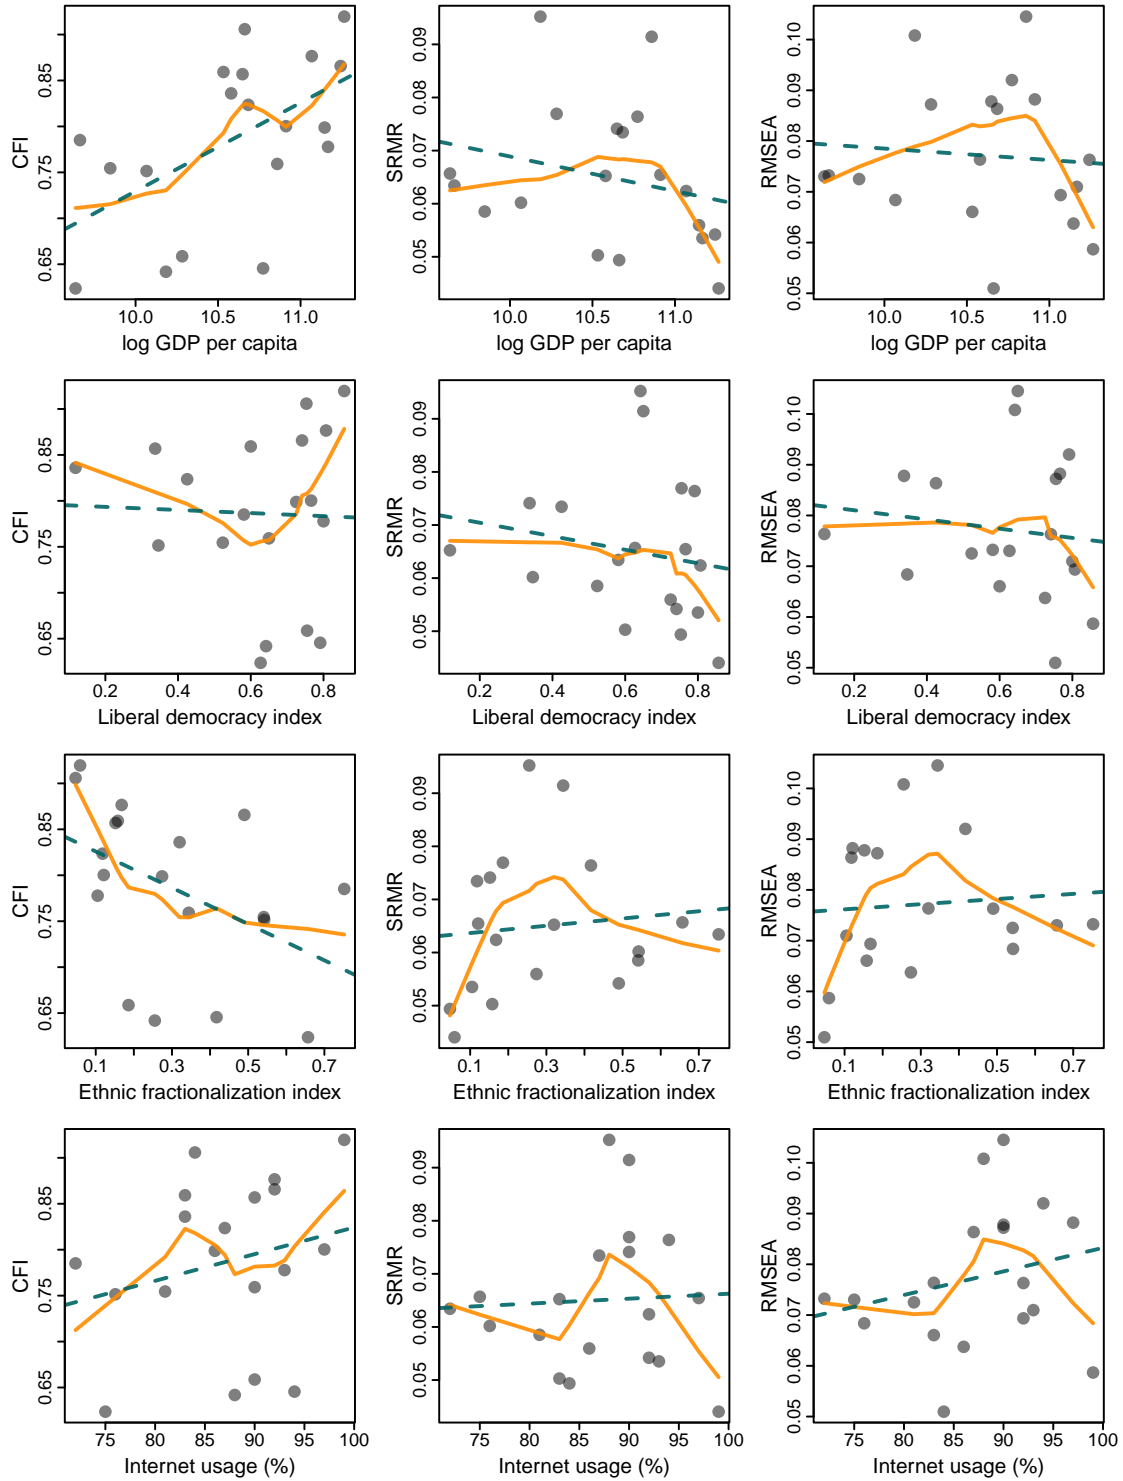 CFI
0.65 0.75 0.85
10.0 10.5 11.0
log GDP per capita
SRMR
0.05 0.06 0.07 0.08 0.09
10.0 10.5 11.0
log GDP per capita
RMSEA
0.05 0.06 0.07 0.08 0.09 0.10
10.0 10.5 11.0
log GDP per capita
CFI
0.65 0.75 0.85
0.2 0.4 0.6 0.8
Liberal democracy index
SRMR
0.05 0.06 0.07 0.08 0.09
0.2 0.4 0.6 0.8
Liberal democracy index
RMSEA
0.05 0.06 0.07 0.08 0.09 0.10
0.2 0.4 0.6 0.8
Liberal democracy index
CFI
0.65 0.75 0.85
0.1 0.3 0.5 0.7
Ethnic fractionalization index
SRMR
0.05 0.06 0.07 0.08 0.09
0.1 0.3 0.5 0.7
Ethnic fractionalization index
RMSEA
0.05 0.06 0.07 0.08 0.09 0.10
0.1 0.3 0.5 0.7
Ethnic fractionalization index
CFI
0.65 0.75 0.85
75 80 85 90 95 100
Internet usage (%)
SRMR
0.05 0.06 0.07 0.08 0.09
75 80 85 90 95 100
Internet usage (%)
RMSEA
0.05 0.06 0.07 0.08 0.09 0.10
75 80 85 90 95 100
Internet usage (%)